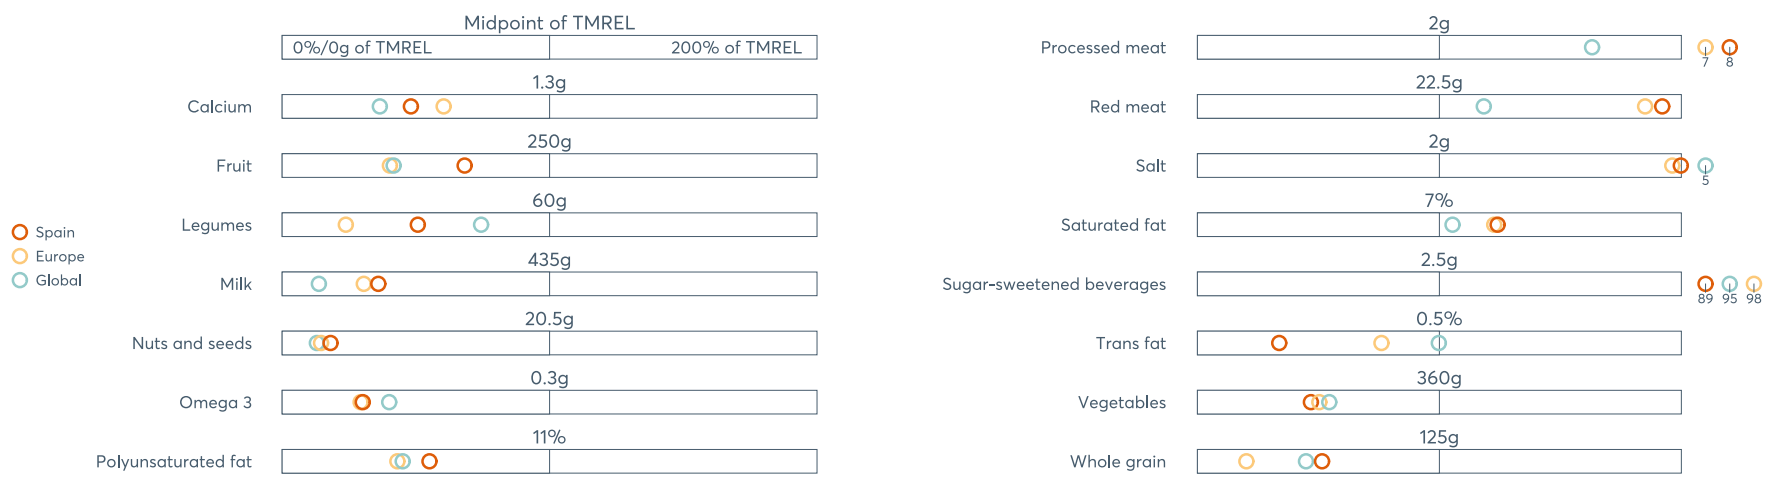 Midpoint of TMREL
0%/0g of TMREL 200% of TMREL
Calcium 1.3g
Fruit 250g
Legumes 60g
Milk 435g
Nuts and seeds 20.5g
Omega 3 0.3g
Polyunsaturated fat 11%
Spain
Europe
Global
Processed meat 2g
7 8
Red meat 22.5g
Salt 2g
5
Saturated fat 7%
Sugar-sweetened beverages 2.5g
89 95 98
Trans fat 0.5%
Vegetables 360g
Whole grain 125g